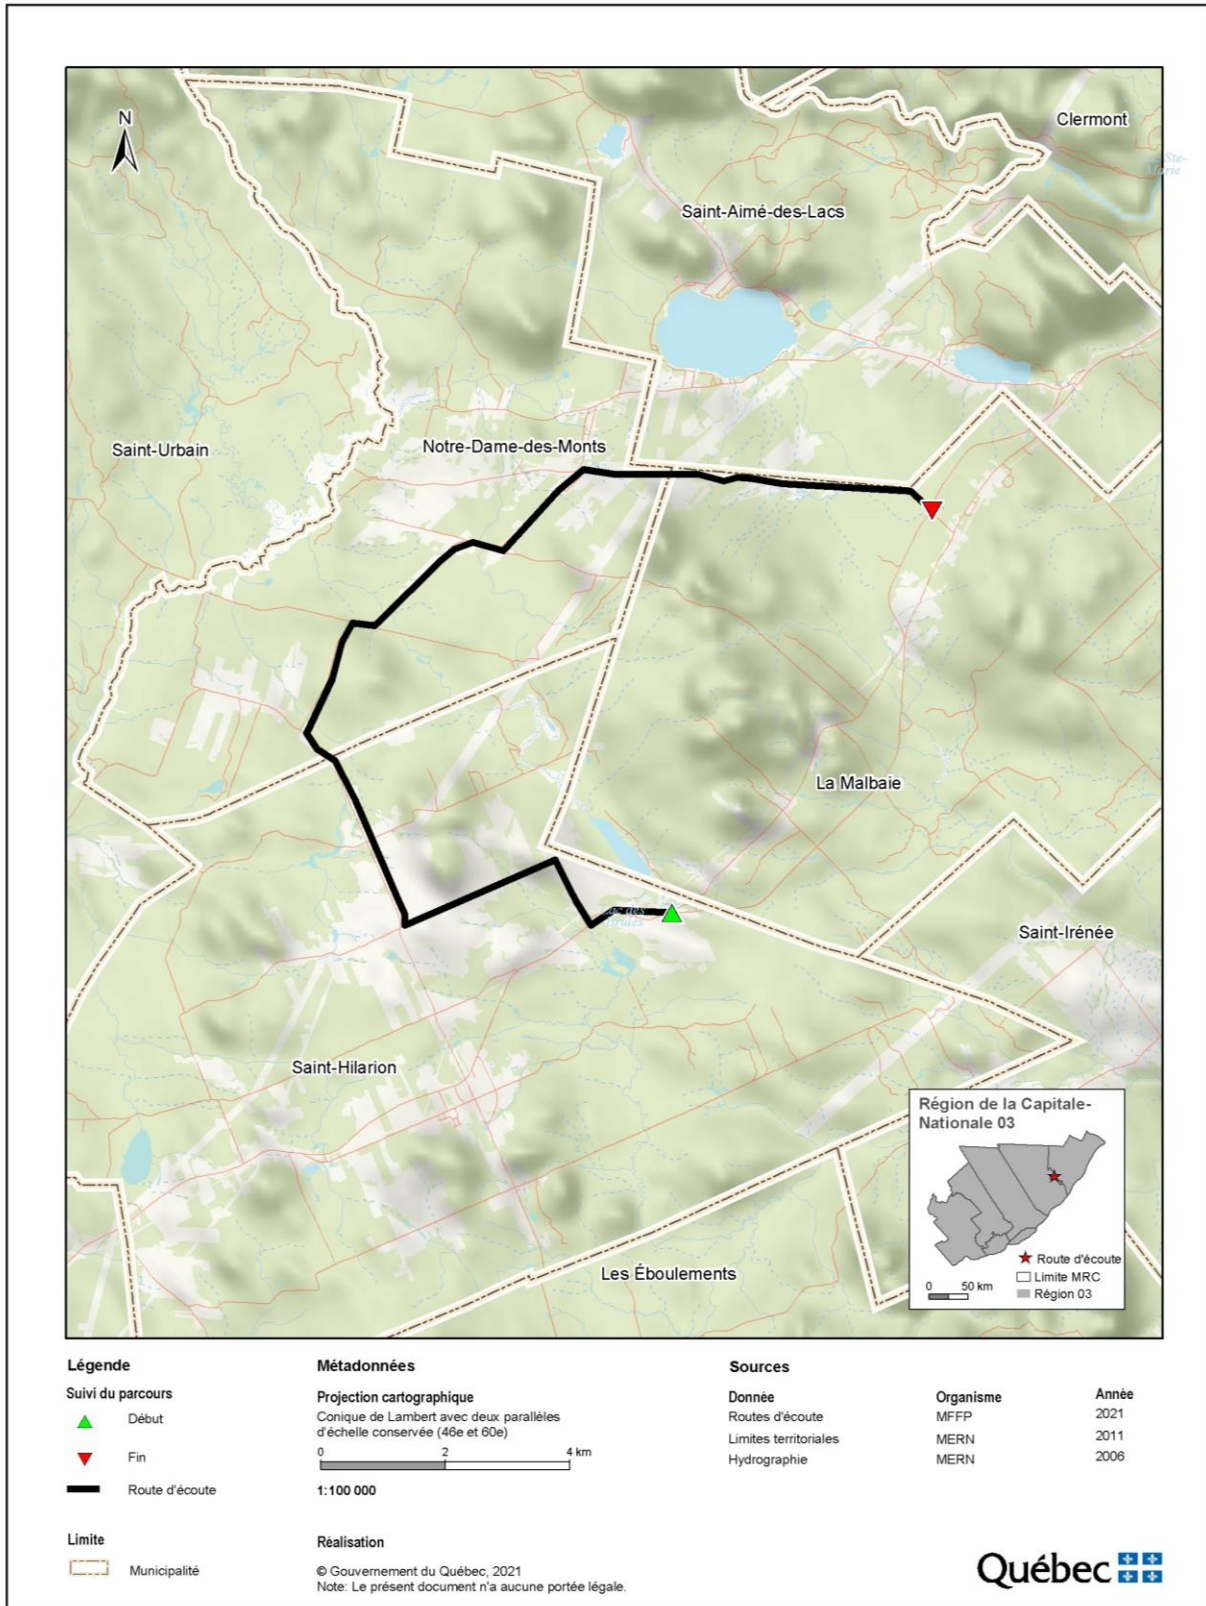 N
Clermont
Ste-
Marie
Saint-Aimé-des-Lacs
Saint-Urbain
Notre-Dame-des-Monts
La Malbaie
Lac des
Saint-Irénée
Saint-Hilarion
Les Éboulements
Région de la Capitale-
Nationale 03
Route d'écoute
Limite MRC
Région 03
0 50 km
Légende
Suivi du parcours
Début
Fin
Route d'écoute
Limite
Municipalité
Métadonnées
Projection cartographique
Conique de Lambert avec deux parallèles
d'échelle conservée (46e et 60e)
0 2 4 km
1:100 000
Réalisation
© Gouvernement du Québec, 2021
Note: Le présent document n'a aucune portée légale.
Sources
Donnée Organisme Année
Routes d'écoute MFFP 2021
Limites territoriales MERN 2011
Hydrographie MERN 2006
Québec